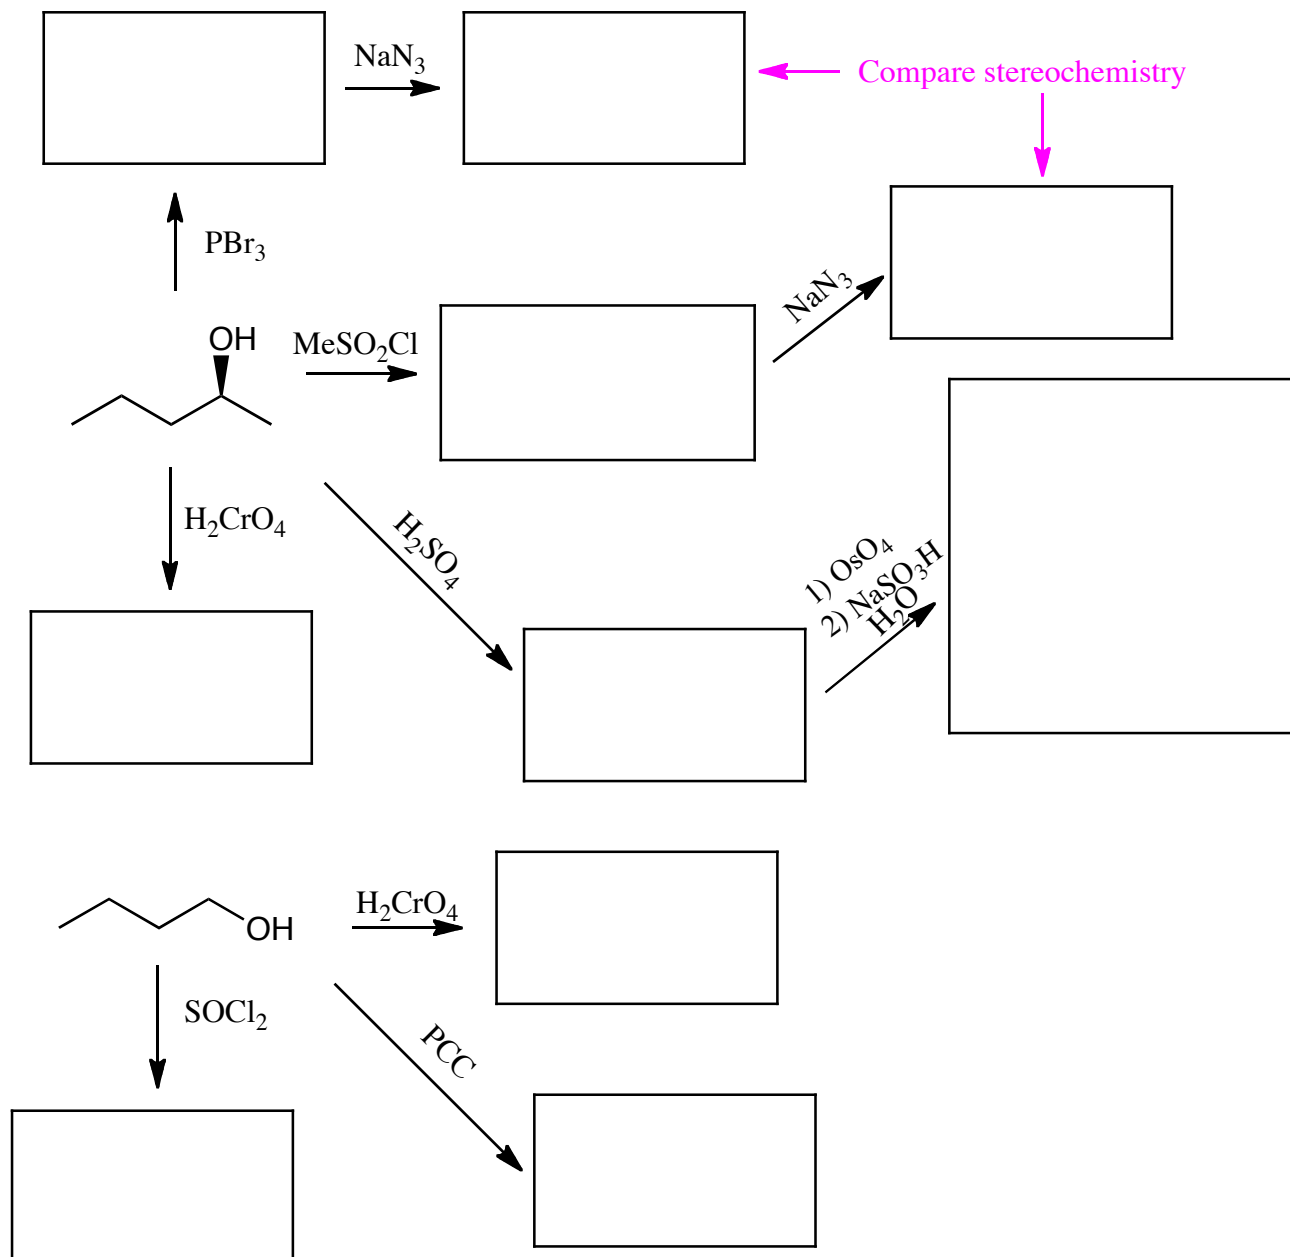 NaN₃
Compare stereochemistry
PBr₃
NaN₃
OH
MeSO₂Cl
H₂CrO₄
H₂SO₄
1) OsO₄
2) NaSO₃H
H₂O
H₂CrO₄
OH
SOCl₂
PCC